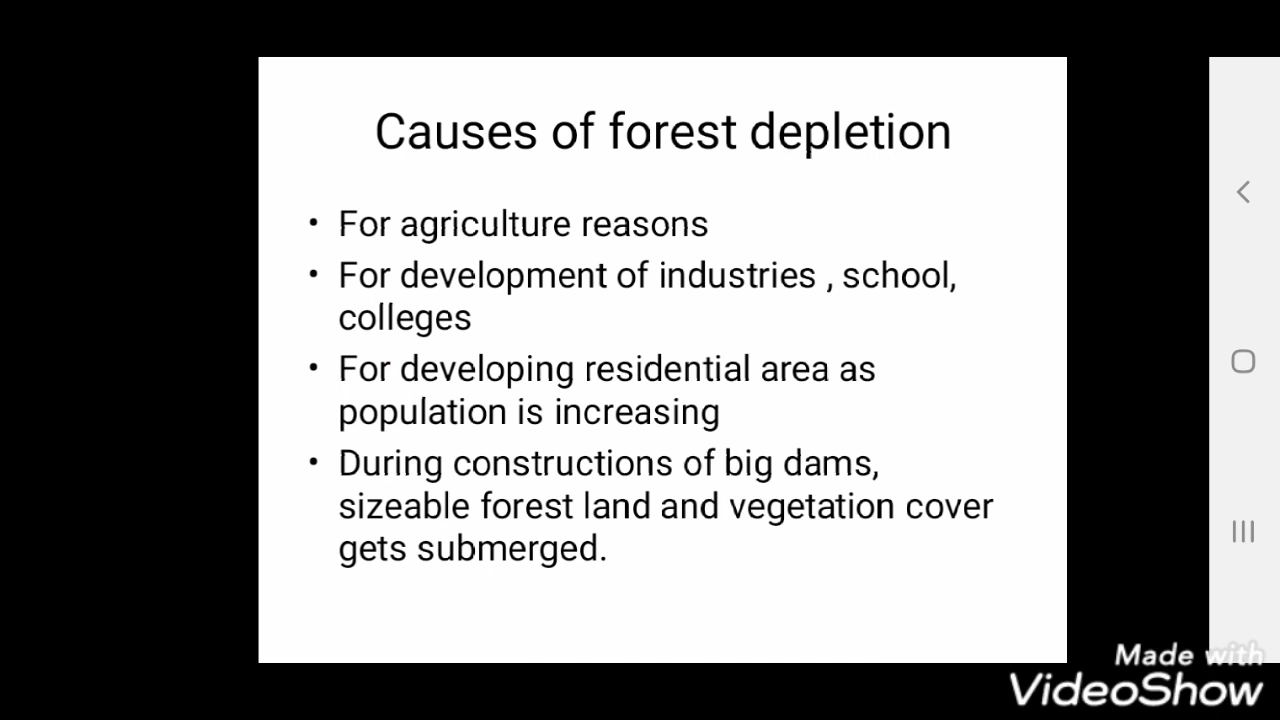 Causes of forest depletion
• For agriculture reasons
• For development of industries , school,
colleges
• For developing residential area as
population is increasing
• During constructions of big dams,
sizeable forest land and vegetation cover
gets submerged.
Made with
VideoShow